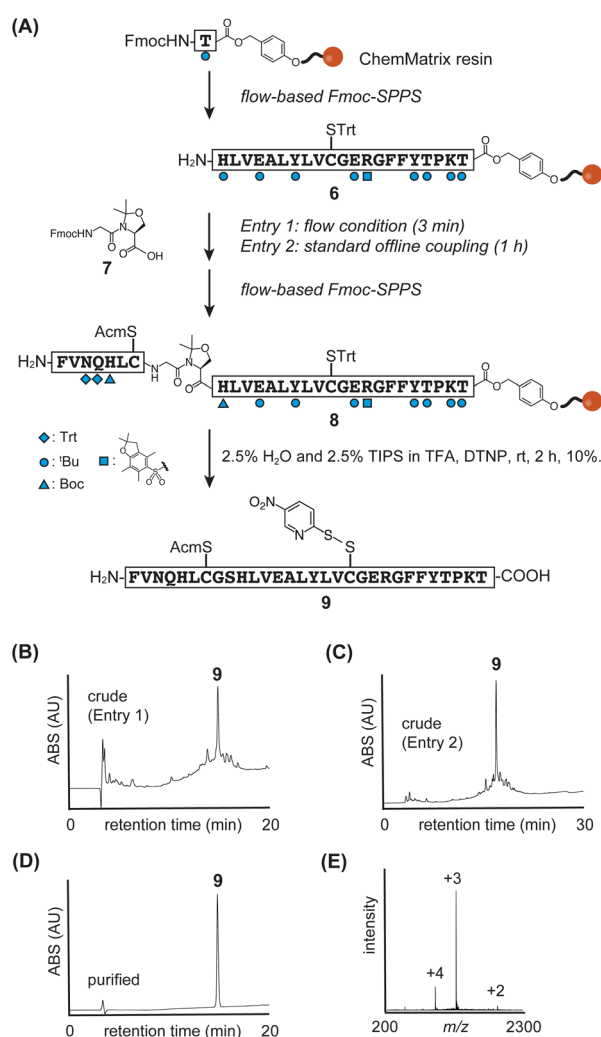 (A)
FmocHN
T
O
O
O
ChemMatrix resin
flow-based Fmoc-SPPS
STrt
H₂N-
HLVEALYLVCGERGFFYTPKT
O
O
O
6
FmocHN
N
O
O
O
OH
7
Entry 1: flow condition (3 min)
Entry 2: standard offline coupling (1 h)
flow-based Fmoc-SPPS
AcmS
H₂N-
FVNQHLC
N
H
O
N
O
O
STrt
HLVEALYLVCGERGFFYTPKT
O
O
O
8
: Trt
: ᵗBu
: Boc
:
O
S
O O
2.5% H₂O and 2.5% TIPS in TFA, DTNP, rt, 2 h, 10%.
O₂N
N
S
S
AcmS
H₂N-
FVNQHLCGSHLVEALYLVCGERGFFYTPKT
-COOH
9
(B)
9
crude
(Entry 1)
ABS (AU)
0
retention time (min)
20
(C)
9
crude
(Entry 2)
ABS (AU)
0
retention time (min)
30
(D)
9
purified
ABS (AU)
0
retention time (min)
20
(E)
+3
+4
+2
intensity
200
m/z
2300